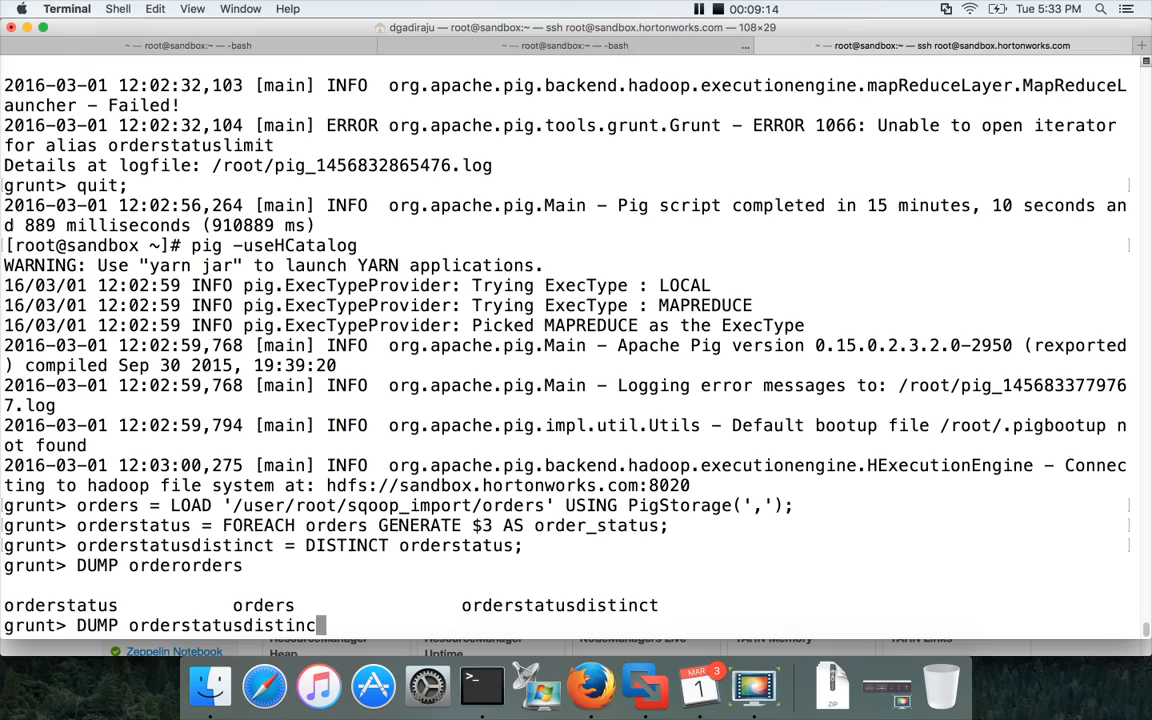 Terminal Shell Edit View Window Help 00:09:14 Tue 5:33 PM
dgadiraju — root@sandbox:~ — ssh root@sandbox.hortonworks.com — 108×29
~ — root@sandbox:~ — -bash
~ — root@sandbox:~ — -bash
~ — root@sandbox:~ — ssh root@sandbox.hortonworks.com
2016-03-01 12:02:32,103 [main] INFO  org.apache.pig.backend.hadoop.executionengine.mapReduceLayer.MapReduceL
auncher - Failed!
2016-03-01 12:02:32,104 [main] ERROR org.apache.pig.tools.grunt.Grunt - ERROR 1066: Unable to open iterator
for alias orderstatuslimit
Details at logfile: /root/pig_1456832865476.log
grunt> quit;
2016-03-01 12:02:56,264 [main] INFO  org.apache.pig.Main - Pig script completed in 15 minutes, 10 seconds an
d 889 milliseconds (910889 ms)
[root@sandbox ~]# pig -useHCatalog
WARNING: Use "yarn jar" to launch YARN applications.
16/03/01 12:02:59 INFO pig.ExecTypeProvider: Trying ExecType : LOCAL
16/03/01 12:02:59 INFO pig.ExecTypeProvider: Trying ExecType : MAPREDUCE
16/03/01 12:02:59 INFO pig.ExecTypeProvider: Picked MAPREDUCE as the ExecType
2016-03-01 12:02:59,768 [main] INFO  org.apache.pig.Main - Apache Pig version 0.15.0.2.3.2.0-2950 (rexported
) compiled Sep 30 2015, 19:39:20
2016-03-01 12:02:59,768 [main] INFO  org.apache.pig.Main - Logging error messages to: /root/pig_145683377976
7.log
2016-03-01 12:02:59,794 [main] INFO  org.apache.pig.impl.util.Utils - Default bootup file /root/.pigbootup n
ot found
2016-03-01 12:03:00,275 [main] INFO  org.apache.pig.backend.hadoop.executionengine.HExecutionEngine - Connec
ting to hadoop file system at: hdfs://sandbox.hortonworks.com:8020
grunt> orders = LOAD '/user/root/sqoop_import/orders' USING PigStorage(',');
grunt> orderstatus = FOREACH orders GENERATE $3 AS order_status;
grunt> orderstatusdistinct = DISTINCT orderstatus;
grunt> DUMP orderorders
orderstatus orders orderstatusdistinct
grunt> DUMP orderstatusdistinc
Zeppelin Notebook Heap Uptime
MAR 3
1
ZIP